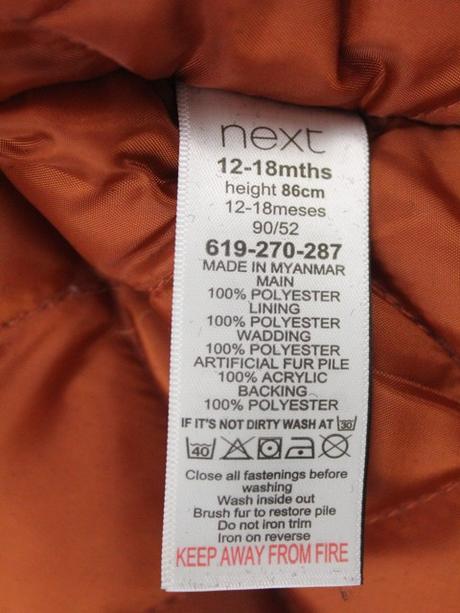 next
12-18mths
height 86cm
12-18meses
90/52
619-270-287
MADE IN MYANMAR
MAIN
100% POLYESTER
LINING
100% POLYESTER
WADDING
100% POLYESTER
ARTIFICIAL FUR PILE
100% ACRYLIC
BACKING
100% POLYESTER
IF IT'S NOT DIRTY WASH AT 30
40
Close all fastenings before
washing
Wash inside out
Brush fur to restore pile
Do not iron trim
Iron on reverse
KEEP AWAY FROM FIRE